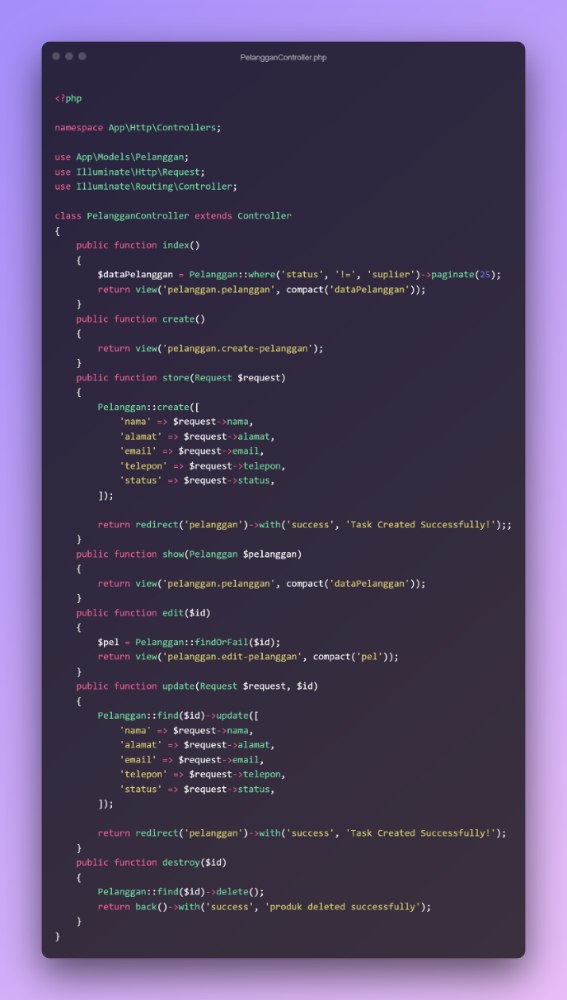 PelangganController.php
<?php
namespace App\Http\Controllers;
use App\Models\Pelanggan;
use Illuminate\Http\Request;
use Illuminate\Routing\Controller;
class PelangganController extends Controller
{
    public function index()
    {
        $dataPelanggan = Pelanggan::where('status', '!=', 'suplier')->paginate(25);
        return view('pelanggan.pelanggan', compact('dataPelanggan'));
    }
    public function create()
    {
        return view('pelanggan.create-pelanggan');
    }
    public function store(Request $request)
    {
        Pelanggan::create([
            'nama' => $request->nama,
            'alamat' => $request->alamat,
            'email' => $request->email,
            'telepon' => $request->telepon,
            'status' => $request->status,
        ]);
        return redirect('pelanggan')->with('success', 'Task Created Successfully!');;
    }
    public function show(Pelanggan $pelanggan)
    {
        return view('pelanggan.pelanggan', compact('dataPelanggan'));
    }
    public function edit($id)
    {
        $pel = Pelanggan::findOrFail($id);
        return view('pelanggan.edit-pelanggan', compact('pel'));
    }
    public function update(Request $request, $id)
    {
        Pelanggan::find($id)->update([
            'nama' => $request->nama,
            'alamat' => $request->alamat,
            'email' => $request->email,
            'telepon' => $request->telepon,
            'status' => $request->status,
        ]);
        return redirect('pelanggan')->with('success', 'Task Created Successfully!');
    }
    public function destroy($id)
    {
        Pelanggan::find($id)->delete();
        return back()->with('success', 'produk deleted successfully');
    }
}